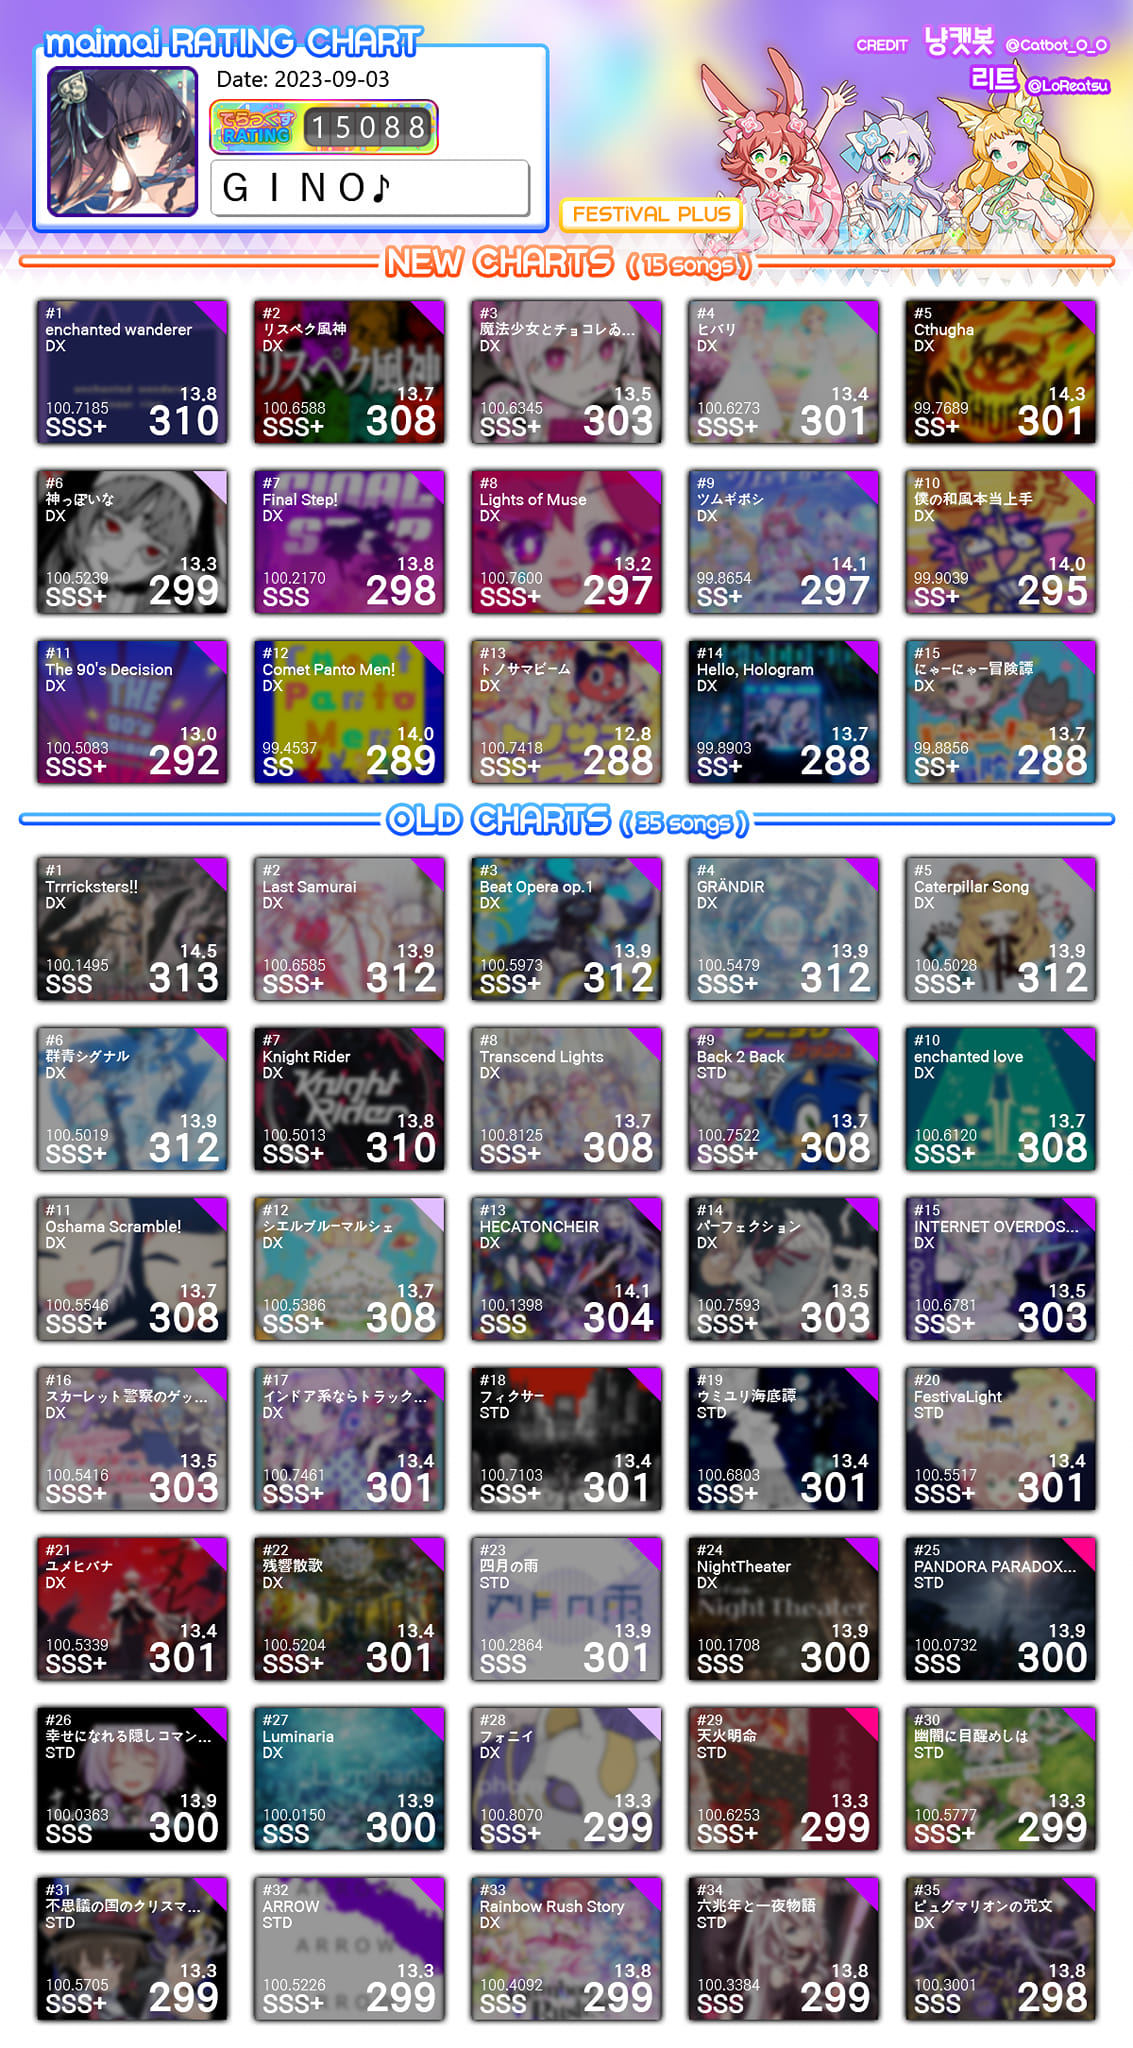 maimai RATING CHART
CREDIT 냥캣봇 @Catbot_O_O
리트 @LoReatsu
Date: 2023-09-03
でらっくす
RATING
15088
ＧＩＮＯ♪
FESTiVAL PLUS
NEW CHARTS ( 15 songs )
#1
enchanted wanderer
DX
13.8
100.7185
SSS+ 310
#2
リスペク風神
DX
13.7
100.6588
SSS+ 308
#3
魔法少女とチョコレゐ...
DX
13.5
100.6345
SSS+ 303
#4
ヒバリ
DX
13.4
100.6273
SSS+ 301
#5
Cthugha
DX
14.3
99.7689
SS+ 301
#6
神っぽいな
DX
13.3
100.5239
SSS+ 299
#7
Final Step!
DX
13.8
100.2170
SSS 298
#8
Lights of Muse
DX
13.2
100.7600
SSS+ 297
#9
ツムギボシ
DX
14.1
99.8654
SS+ 297
#10
僕の和風本当上手
DX
14.0
99.9039
SS+ 295
#11
The 90's Decision
DX
13.0
100.5083
SSS+ 292
#12
Comet Panto Men!
DX
14.0
99.4537
SS 289
#13
トノサマビーム
DX
12.8
100.7418
SSS+ 288
#14
Hello, Hologram
DX
13.7
99.8903
SS+ 288
#15
にゃーにゃー冒険譚
DX
13.7
99.8856
SS+ 288
OLD CHARTS ( 35 songs )
#1
Trrricksters!!
DX
14.5
100.1495
SSS 313
#2
Last Samurai
DX
13.9
100.6585
SSS+ 312
#3
Beat Opera op.1
DX
13.9
100.5973
SSS+ 312
#4
GRÄNDIR
DX
13.9
100.5479
SSS+ 312
#5
Caterpillar Song
DX
13.9
100.5028
SSS+ 312
#6
群青シグナル
DX
13.9
100.5019
SSS+ 312
#7
Knight Rider
DX
13.8
100.5013
SSS+ 310
#8
Transcend Lights
DX
13.7
100.8125
SSS+ 308
#9
Back 2 Back
STD
13.7
100.7522
SSS+ 308
#10
enchanted love
DX
13.7
100.6120
SSS+ 308
#11
Oshama Scramble!
DX
13.7
100.5546
SSS+ 308
#12
シエルブルーマルシェ
DX
13.7
100.5386
SSS+ 308
#13
HECATONCHEIR
DX
14.1
100.1398
SSS 304
#14
パーフェクション
DX
13.5
100.7593
SSS+ 303
#15
INTERNET OVERDOS...
DX
13.5
100.6781
SSS+ 303
#16
スカーレット警察のゲッ...
DX
13.5
100.5416
SSS+ 303
#17
インドア系ならトラック...
DX
13.4
100.7461
SSS+ 301
#18
フィクサー
STD
13.4
100.7103
SSS+ 301
#19
ウミユリ海底譚
STD
13.4
100.6803
SSS+ 301
#20
FestivaLight
STD
13.4
100.5517
SSS+ 301
#21
ユメヒバナ
DX
13.4
100.5339
SSS+ 301
#22
残響散歌
DX
13.4
100.5204
SSS+ 301
#23
四月の雨
STD
13.9
100.2864
SSS 301
#24
NightTheater
DX
13.9
100.1708
SSS 300
#25
PANDORA PARADOX...
STD
13.9
100.0732
SSS 300
#26
幸せになれる隠しコマン...
STD
13.9
100.0363
SSS 300
#27
Luminaria
DX
13.9
100.0150
SSS 300
#28
フォニイ
DX
13.3
100.8070
SSS+ 299
#29
天火明命
STD
13.3
100.6253
SSS+ 299
#30
幽闇に目醒めしは
STD
13.3
100.5777
SSS+ 299
#31
不思議の国のクリスマ...
STD
13.3
100.5705
SSS+ 299
#32
ARROW
STD
13.3
100.5226
SSS+ 299
#33
Rainbow Rush Story
DX
13.8
100.4092
SSS 299
#34
六兆年と一夜物語
STD
13.8
100.3384
SSS 299
#35
ピュグマリオンの咒文
DX
13.8
100.3001
SSS 298